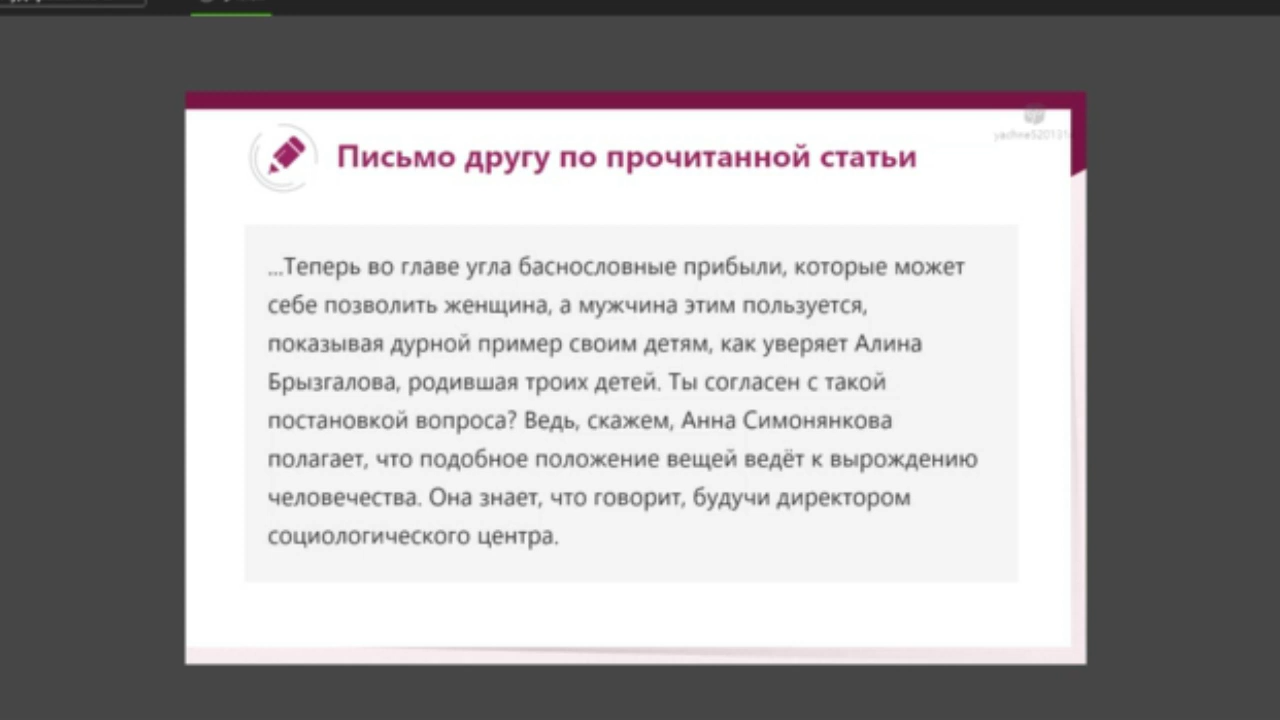 Письмо другу по прочитанной статьи
...Теперь во главе угла баснословные прибыли, которые может
себе позволить женщина, а мужчина этим пользуется,
показывая дурной пример своим детям, как уверяет Алина
Брызгалова, родившая троих детей. Ты согласен с такой
постановкой вопроса? Ведь, скажем, Анна Симонянкова
полагает, что подобное положение вещей ведёт к вырождению
человечества. Она знает, что говорит, будучи директором
социологического центра.